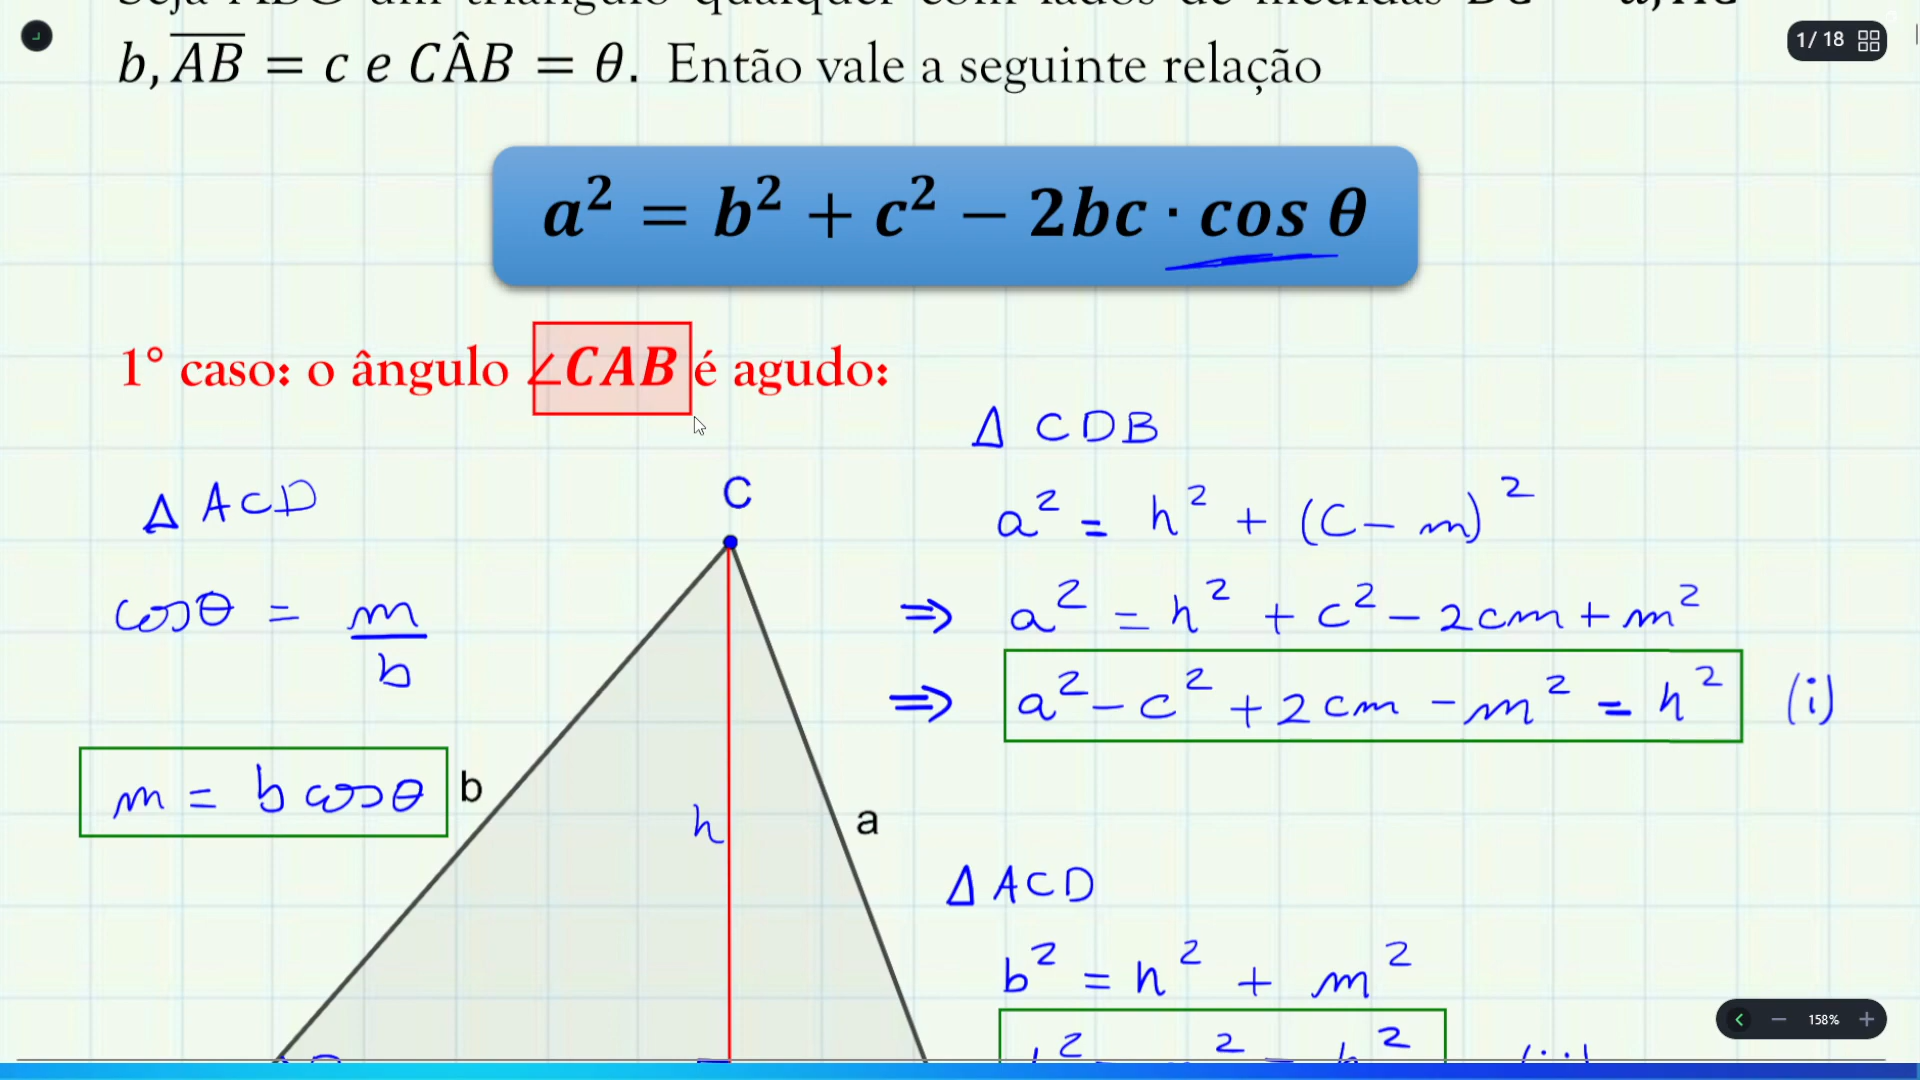 b, AB = c e CÂB = θ. Então vale a seguinte relação
1/ 18
a² = b² + c² − 2bc · cos θ
1° caso: o ângulo ∠CAB é agudo:
Δ CDB
Δ ACD
C
a² = h² + (C − m)²
cosθ = m/b
⇒ a² = h² + c² − 2cm + m²
⇒ a² − c² + 2cm − m² = h² (i)
m = b cosθ
b
h
a
Δ ACD
b² = h² + m²
158%